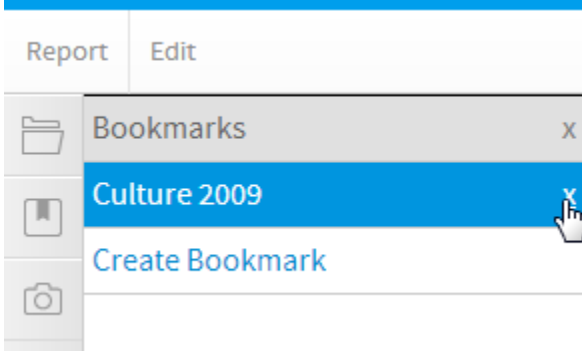 Report Edit
Bookmarks x
Culture 2009 x
Create Bookmark